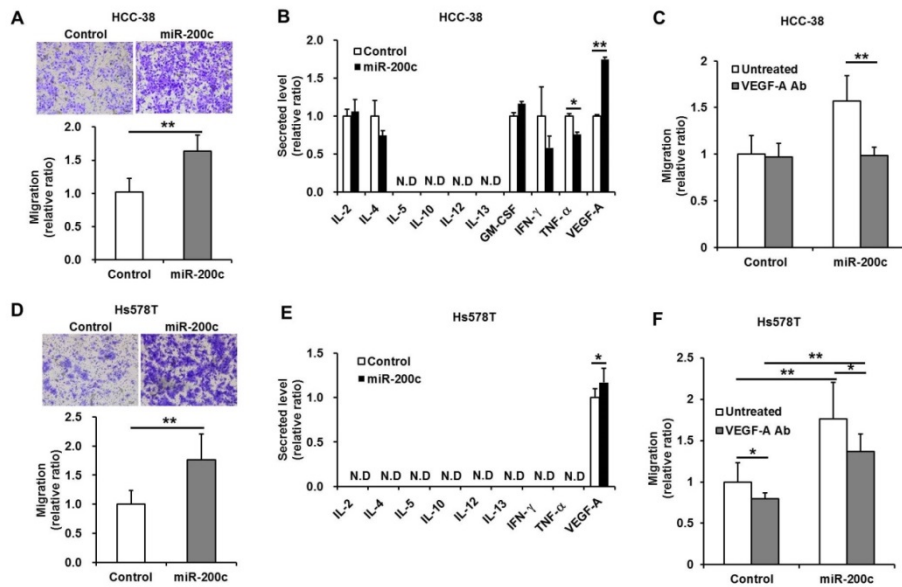 A
HCC-38
Control miR-200c
**
2.0
1.5
1.0
0.5
0.0
Migration
(relative ratio)
Control miR-200c
B
HCC-38
Control
miR-200c
**
*
2.0
1.5
1.0
0.5
0.0
Secreted level
(relative ratio)
N.D N.D N.D N.D
IL-2 IL-4 IL-5 IL-10 IL-12 IL-13 GM-CSF IFN-γ TNF-α VEGF-A
C
HCC-38
Untreated
VEGF-A Ab
**
2
1.5
1
0.5
0
Migration
(relative ratio)
Control miR-200c
D
Hs578T
Control miR-200c
**
2.5
2.0
1.5
1.0
0.5
0.0
Migration
(relative ratio)
Control miR-200c
E
Hs578T
Control
miR-200c
*
1.5
1.0
0.5
0.0
Secreted level
(relative ratio)
N.D N.D N.D N.D N.D N.D N.D N.D
IL-2 IL-4 IL-5 IL-10 IL-12 IL-13 IFN-γ TNF-α VEGF-A
F
Hs578T
Untreated
VEGF-A Ab
**
**
*
*
2.5
2
1.5
1
0.5
0
Migration
(relative ratio)
Control miR-200c